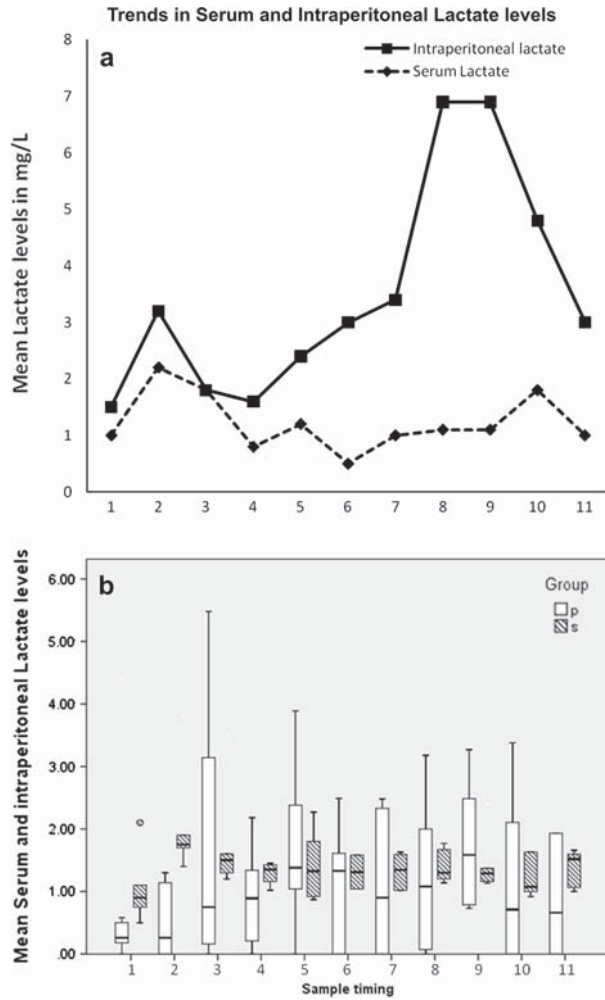 Trends in Serum and Intraperitoneal Lactate levels
a
Intraperitoneal lactate
Serum Lactate
Mean Lactate levels in mg/L
8
7
6
5
4
3
2
1
0
1 2 3 4 5 6 7 8 9 10 11
b
Group
p
s
Mean Serum and intraperitoneal Lactate levels
6.00
5.00
4.00
3.00
2.00
1.00
.00
1 2 3 4 5 6 7 8 9 10 11
Sample timing